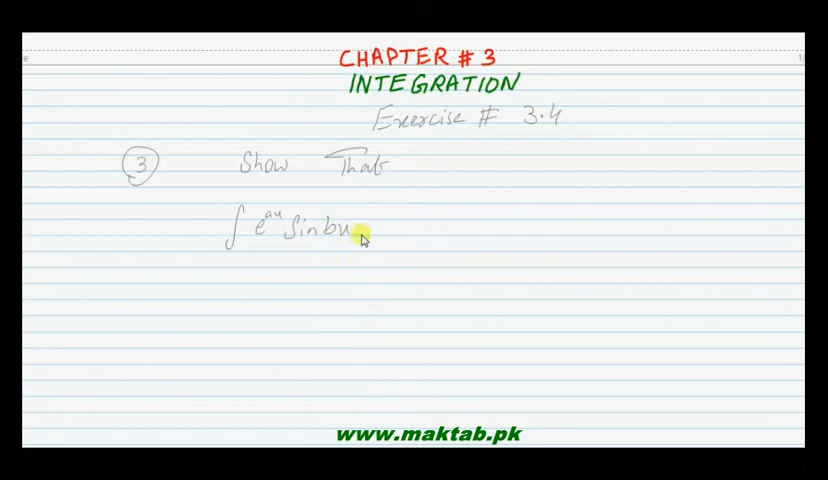 CHAPTER # 3
INTEGRATION
Exercise # 3.4
3 Show That
∫ e^{ax} Sin bx
www.maktab.pk